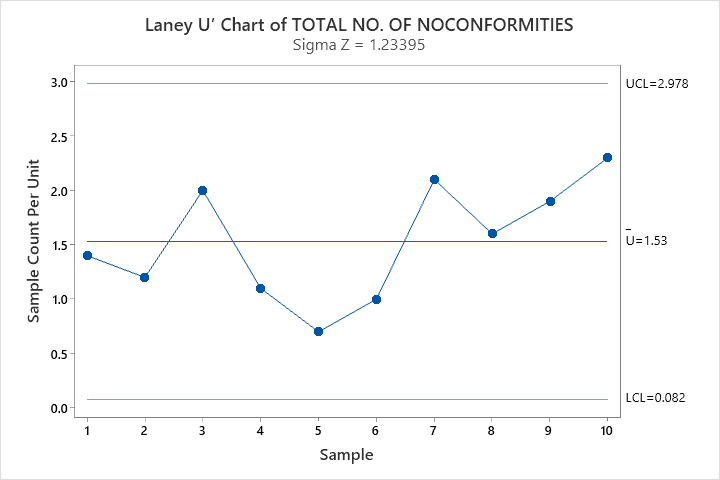 Laney U’ Chart of TOTAL NO. OF NOCONFORMITIES
Sigma Z = 1.23395
3.0
2.5
2.0
1.5
1.0
0.5
0.0
Sample Count Per Unit
UCL=2.978
U̅=1.53
LCL=0.082
1 2 3 4 5 6 7 8 9 10
Sample